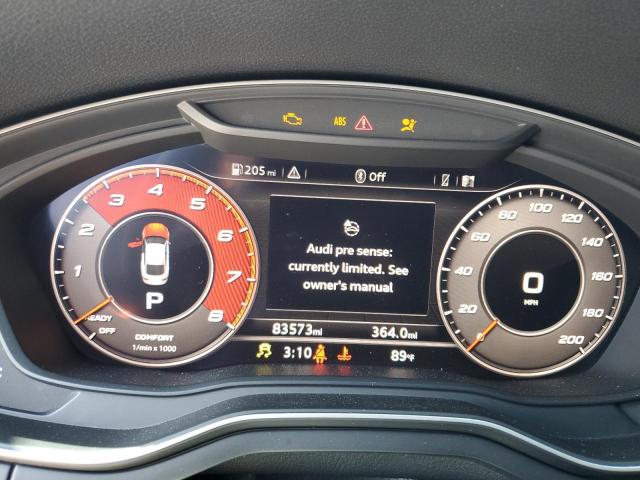 ABS
205 mi
Off
1 2 3 4 5 6 7 8
P
READY
OFF
COMFORT
1/min x 1000
Audi pre sense:
currently limited. See
owner's manual
20 40 60 80 100 120 140 160 180 200
0
MPH
83573mi 364.0mi
3:10 89°F